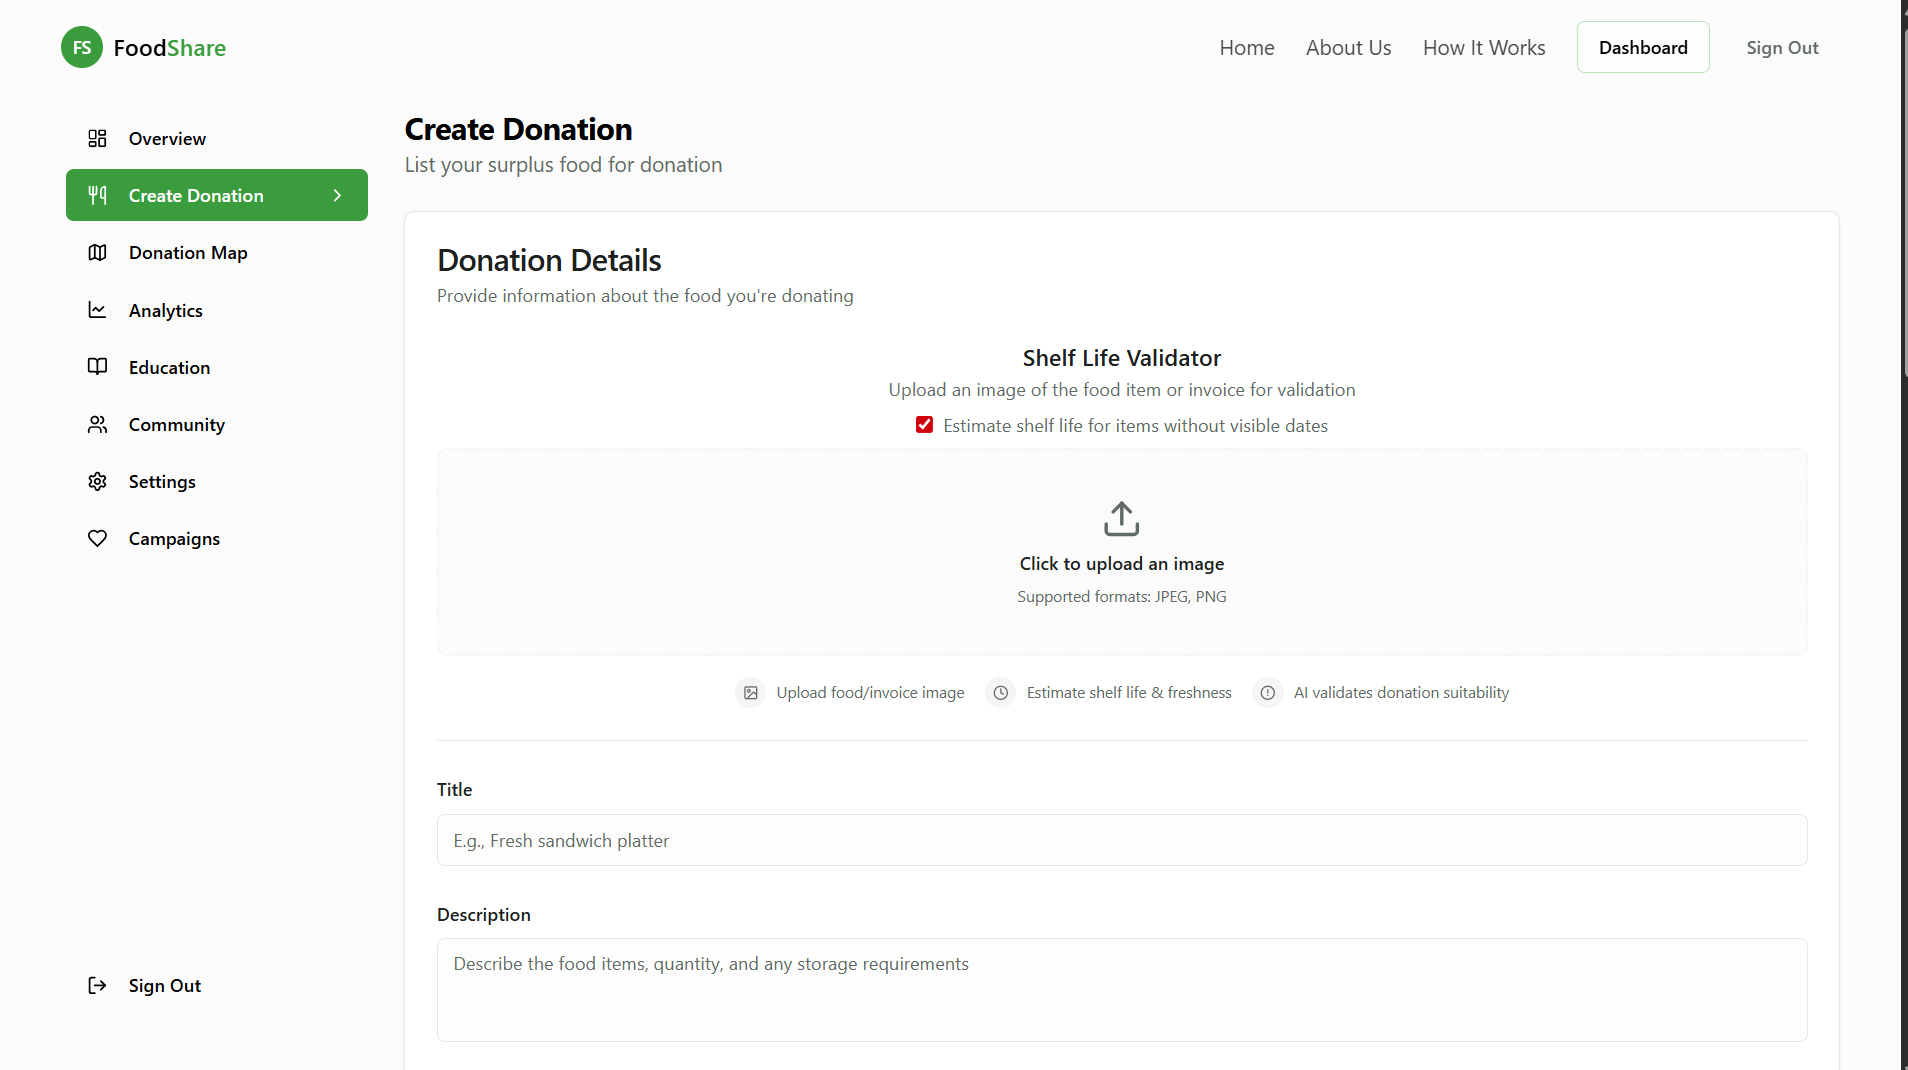 FS FoodShare
Home About Us How It Works Dashboard Sign Out
Overview
Create Donation
Donation Map
Analytics
Education
Community
Settings
Campaigns
Sign Out
Create Donation
List your surplus food for donation
Donation Details
Provide information about the food you're donating
Shelf Life Validator
Upload an image of the food item or invoice for validation
Estimate shelf life for items without visible dates
Click to upload an image
Supported formats: JPEG, PNG
Upload food/invoice image Estimate shelf life & freshness AI validates donation suitability
Title
E.g., Fresh sandwich platter
Description
Describe the food items, quantity, and any storage requirements